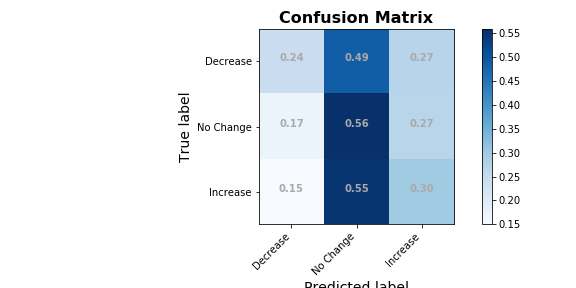 Confusion Matrix
True label
Decrease 0.24 0.49 0.27
No Change 0.17 0.56 0.27
Increase 0.15 0.55 0.30
Decrease No Change Increase
Predicted label
0.55
0.50
0.45
0.40
0.35
0.30
0.25
0.20
0.15